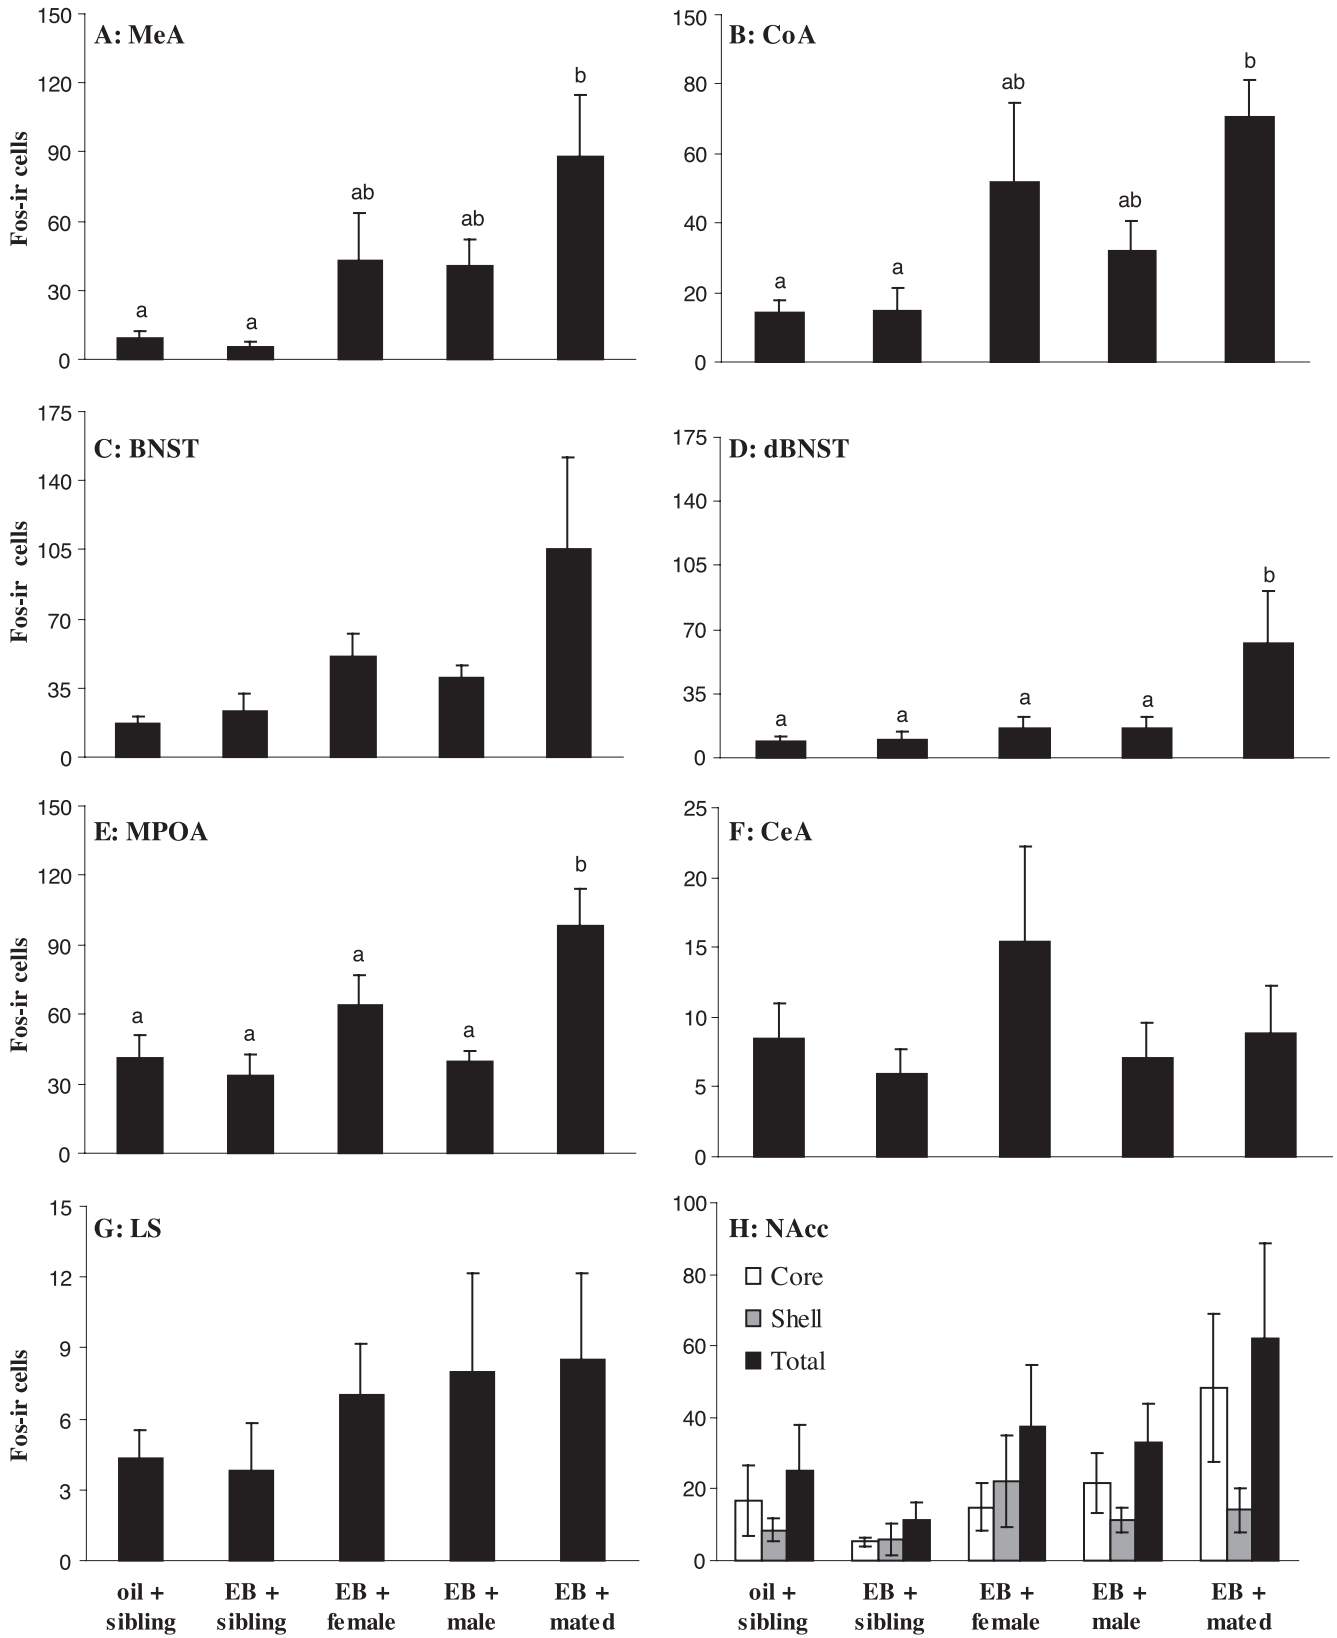 A: MeA
150
120
90
60
30
0
Fos-ir cells
a
a
ab
ab
b
B: CoA
150
80
60
40
20
0
a
a
ab
ab
b
C: BNST
175
140
105
70
35
0
Fos-ir cells
D: dBNST
175
140
105
70
35
0
a
a
a
a
b
E: MPOA
150
120
90
60
30
0
Fos-ir cells
a
a
a
a
b
F: CeA
25
20
15
10
5
0
G: LS
15
12
9
6
3
0
Fos-ir cells
oil +
sibling
EB +
sibling
EB +
female
EB +
male
EB +
mated
H: NAcc
Core
Shell
Total
100
80
60
40
20
0
oil +
sibling
EB +
sibling
EB +
female
EB +
male
EB +
mated